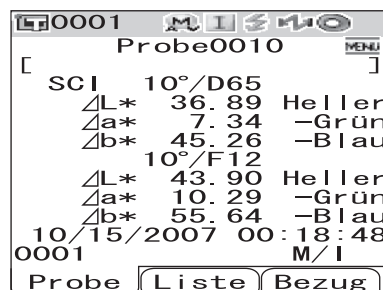 0001 M I
Probe0010 MENU
[ ]
SCI 10°/D65
⊿L* 36.89 Heller
⊿a* 7.34 –Grün
⊿b* 45.26 –Blau
10°/F12
⊿L* 43.90 Heller
⊿a* 10.29 –Grün
⊿b* 55.64 –Blau
10/15/2007 00:18:48
0001 M/I
Probe Liste Bezug